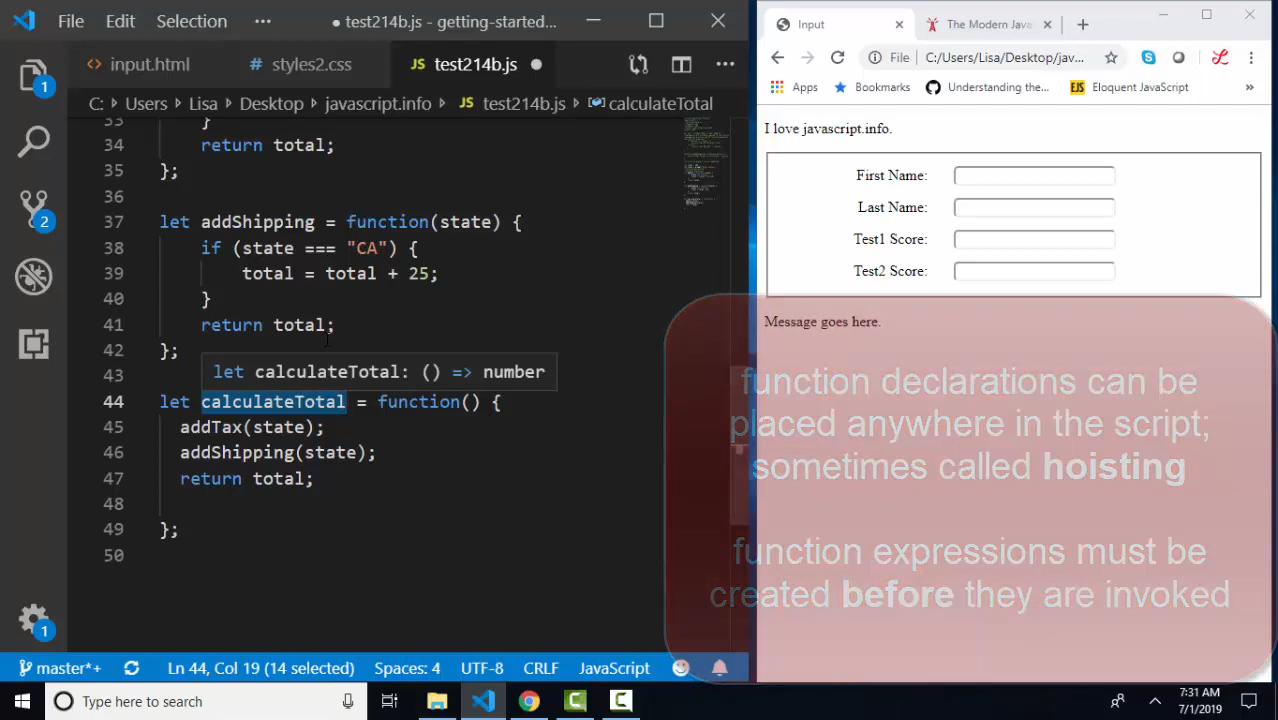 File Edit Selection ··· ● test214b.js - getting-started...
input.html styles2.css JS test214b.js ● ···
C: › Users › Lisa › Desktop › javascript.info › JS test214b.js › calculateTotal
33 }
34 return total;
35 };
36
37 let addShipping = function(state) {
38 if (state === "CA") {
39 total = total + 25;
40 }
41 return total;
42 };
let calculateTotal: () => number
43
44 let calculateTotal = function() {
45 addTax(state);
46 addShipping(state);
47 return total;
48
49 };
50
1
2
1
master*+ Ln 44, Col 19 (14 selected) Spaces: 4 UTF-8 CRLF JavaScript
Input The Modern Java
File C:/Users/Lisa/Desktop/jav...
Apps Bookmarks Understanding the... EJS Eloquent JavaScript »
I love javascript.info.
First Name:
Last Name:
Test1 Score:
Test2 Score:
Message goes here.
function declarations can be
placed anywhere in the script;
sometimes called hoisting
function expressions must be
created before they are invoked
Type here to search
7:31 AM
7/1/2019